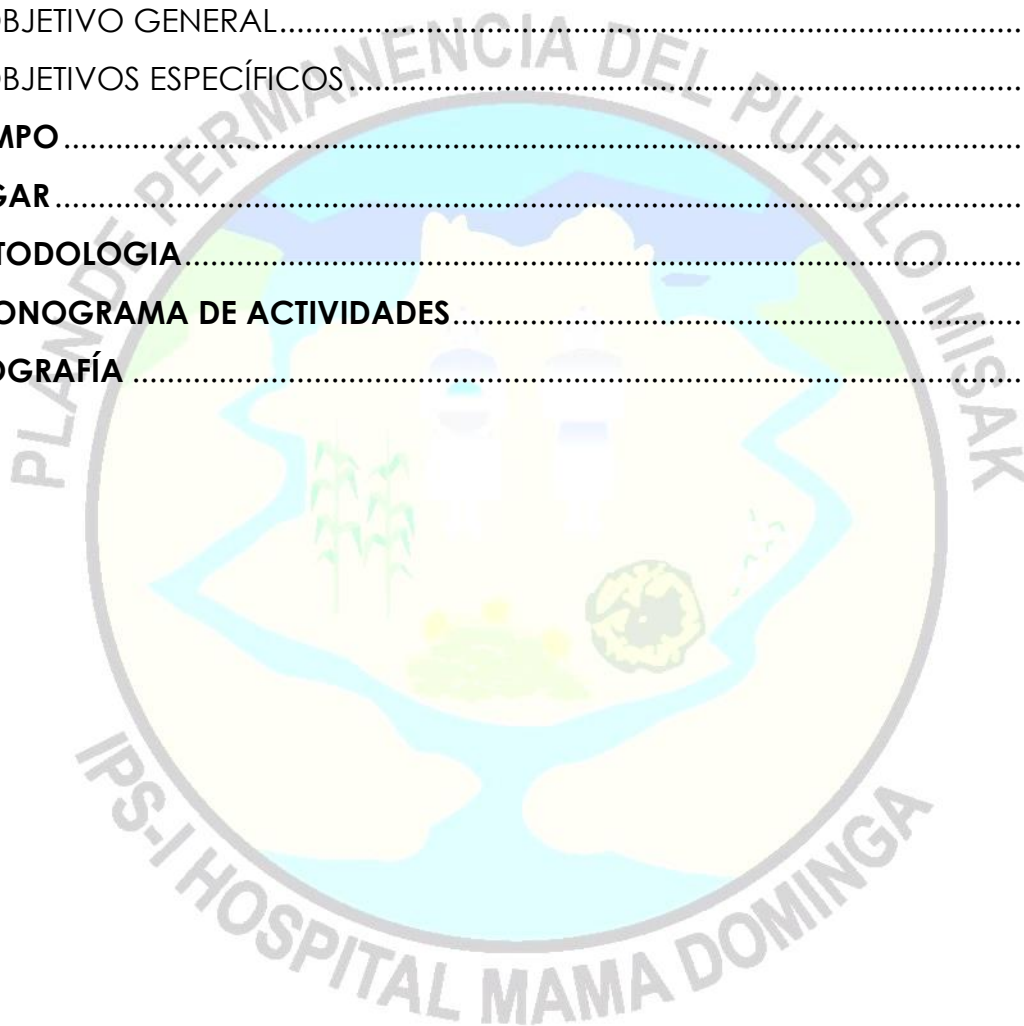 BJETIVO GENERAL
BJETIVOS ESPECÍFICOS
MPO
GAR
TODOLOGIA
ONOGRAMA DE ACTIVIDADES
OGRAFÍA
PLAN DE PERMANENCIA DEL PUEBLO MISAK
IPS-I HOSPITAL MAMA DOMINGA